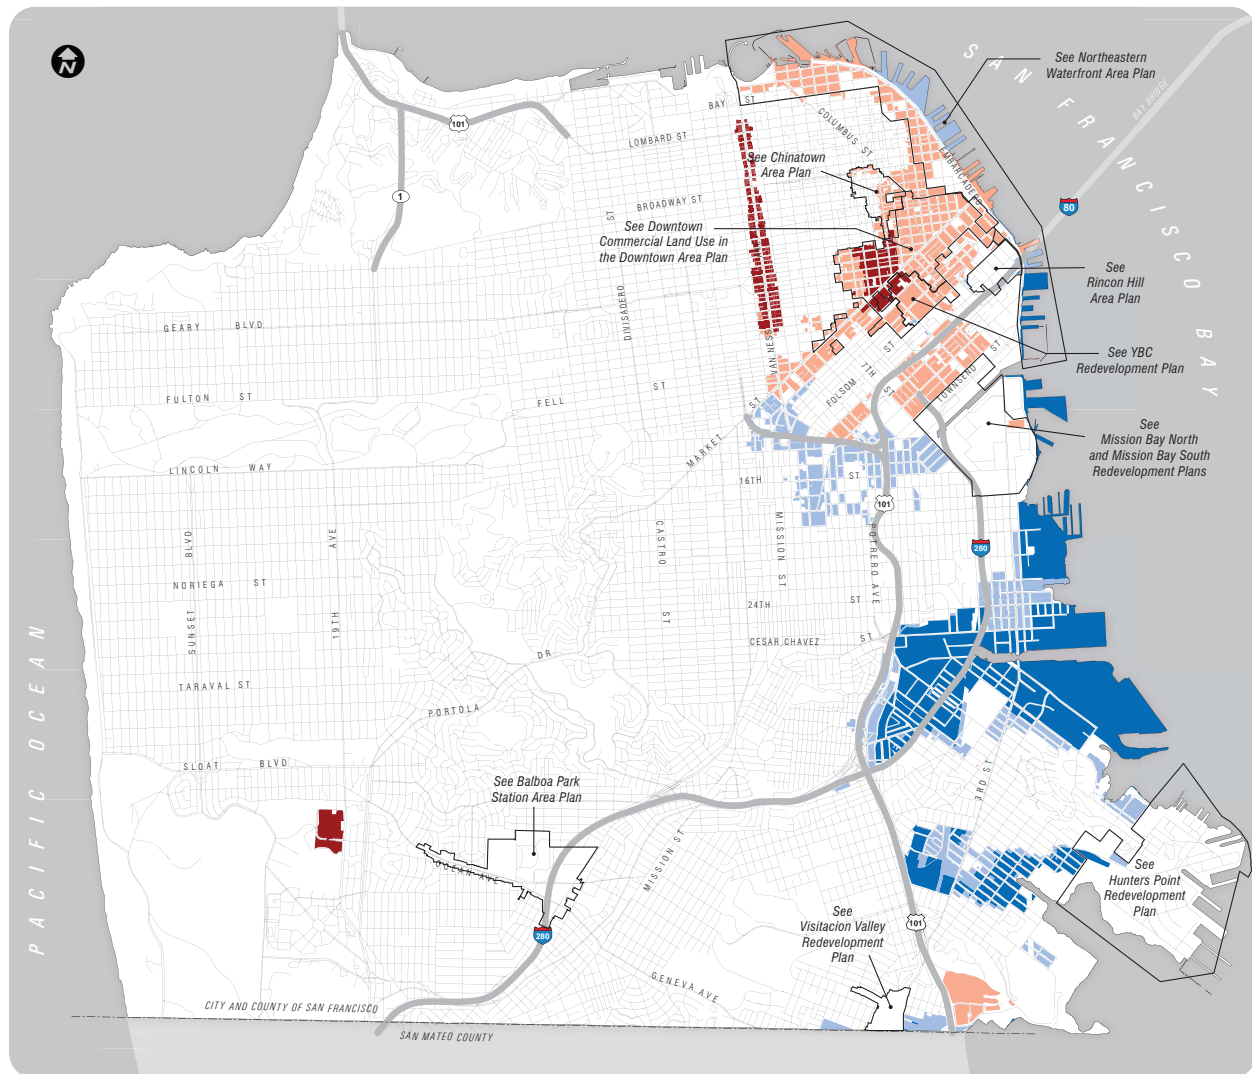 N
SAN FRANCISCO BAY
BAY BRIDGE
See Northeastern
Waterfront Area Plan
101
BAY ST
COLUMBUS ST
LOMBARD ST
EMBARCADERO
See Chinatown
Area Plan
1
BROADWAY ST
ST
80
See Downtown
Commercial Land Use in
the Downtown Area Plan
See
Rincon Hill
Area Plan
DIVISADERO
GEARY BLVD
VAN NESS
ST
ST
7TH
ST
See YBC
Redevelopment Plan
FOLSOM
TOWNSEND
FULTON ST
FELL
ST
ST
MARKET
See
Mission Bay North
and Mission Bay South
Redevelopment Plans
LINCOLN WAY
16TH
ST
101
BLVD
AVE
CASTRO
MISSION ST
POTRERO AVE
280
NORIEGA ST
24TH
ST
SUNSET
19TH
ST
CESAR CHAVEZ
ST
PACIFIC OCEAN
DR
TARAVAL ST
PORTOLA
SLOAT BLVD
3RD ST
See Balboa Park
Station Area Plan
MISSION ST
OCEAN AVE
See
Hunters Point
Redevelopment
Plan
See
Visitacion Valley
Redevelopment
Plan
101
280
GENEVA AVE
CITY AND COUNTY OF SAN FRANCISCO
SAN MATEO COUNTY